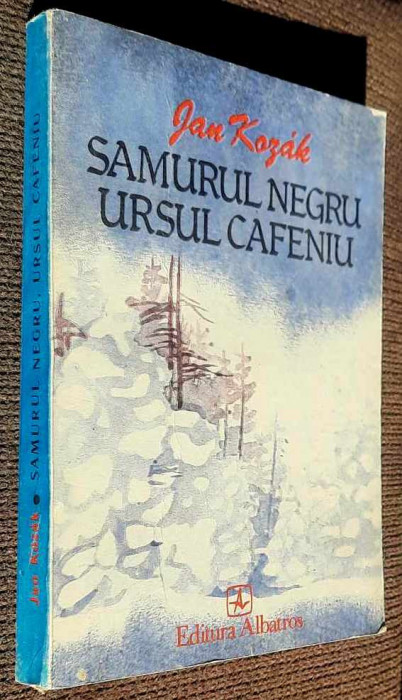 Jan Kozák
SAMURUL NEGRU
URSUL CAFENIU
A
Editura Albatros
Jan Kozák • SAMURUL NEGRU, URSUL CAFENIU